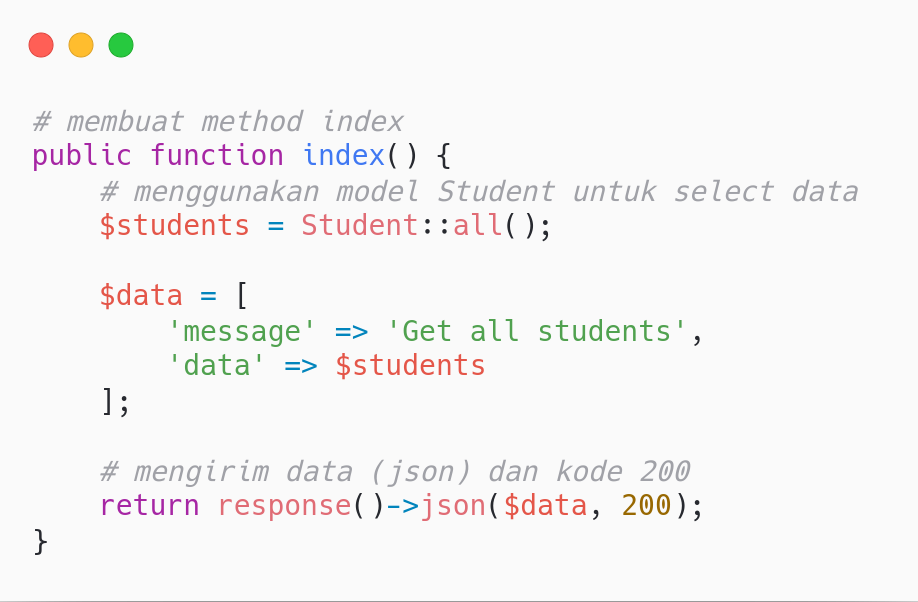 # membuat method index
public function index() {
    # menggunakan model Student untuk select data
    $students = Student::all();

    $data = [
        'message' => 'Get all students',
        'data' => $students
    ];

    # mengirim data (json) dan kode 200
    return response()->json($data, 200);
}